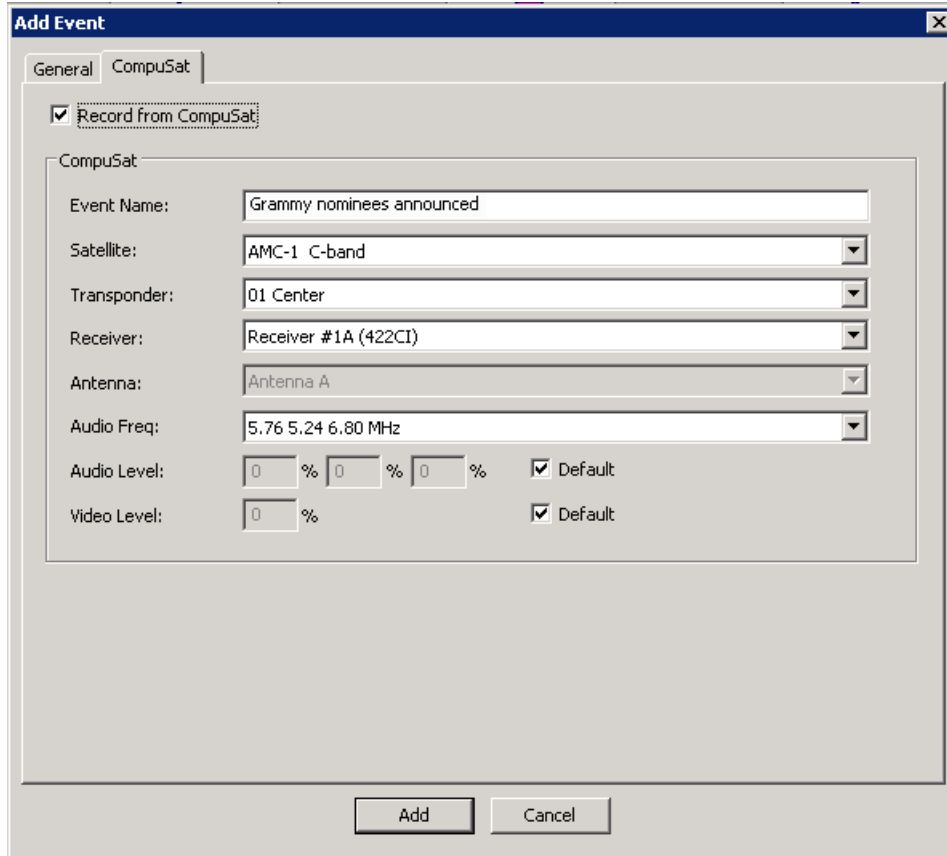 Add Event
General CompuSat
Record from CompuSat
CompuSat
Event Name: Grammy nominees announced
Satellite: AMC-1 C-band
Transponder: 01 Center
Receiver: Receiver #1A (422CI)
Antenna: Antenna A
Audio Freq: 5.76 5.24 6.80 MHz
Audio Level: 0 % 0 % 0 % Default
Video Level: 0 % Default
Add Cancel